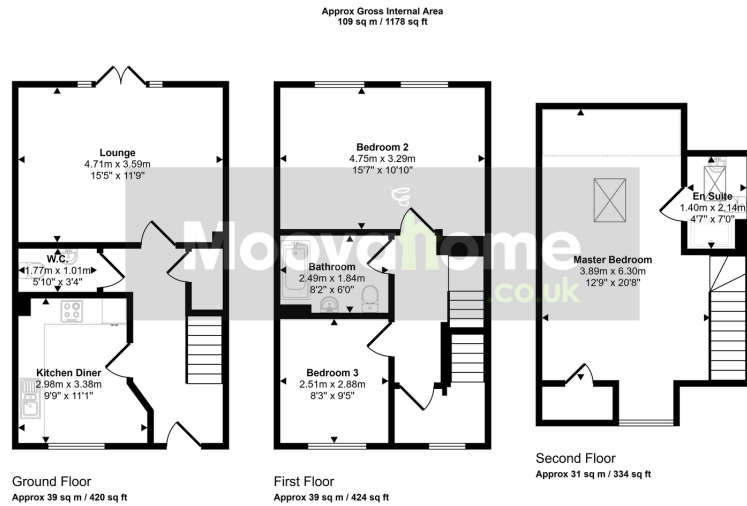 Approx Gross Internal Area
109 sq m / 1178 sq ft
Lounge
4.71m x 3.59m
15'5" x 11'9"
W.C.
1.77m x 1.01m
5'10" x 3'4"
Kitchen Diner
2.98m x 3.38m
9'9" x 11'1"
Ground Floor
Approx 39 sq m / 420 sq ft
Bedroom 2
4.75m x 3.29m
15'7" x 10'10"
Bathroom
2.49m x 1.84m
8'2" x 6'0"
Bedroom 3
2.51m x 2.88m
8'3" x 9'5"
First Floor
Approx 39 sq m / 424 sq ft
En Suite
1.40m x 2.14m
4'7" x 7'0"
Master Bedroom
3.89m x 6.30m
12'9" x 20'8"
Second Floor
Approx 31 sq m / 334 sq ft
Moovahome
.co.uk